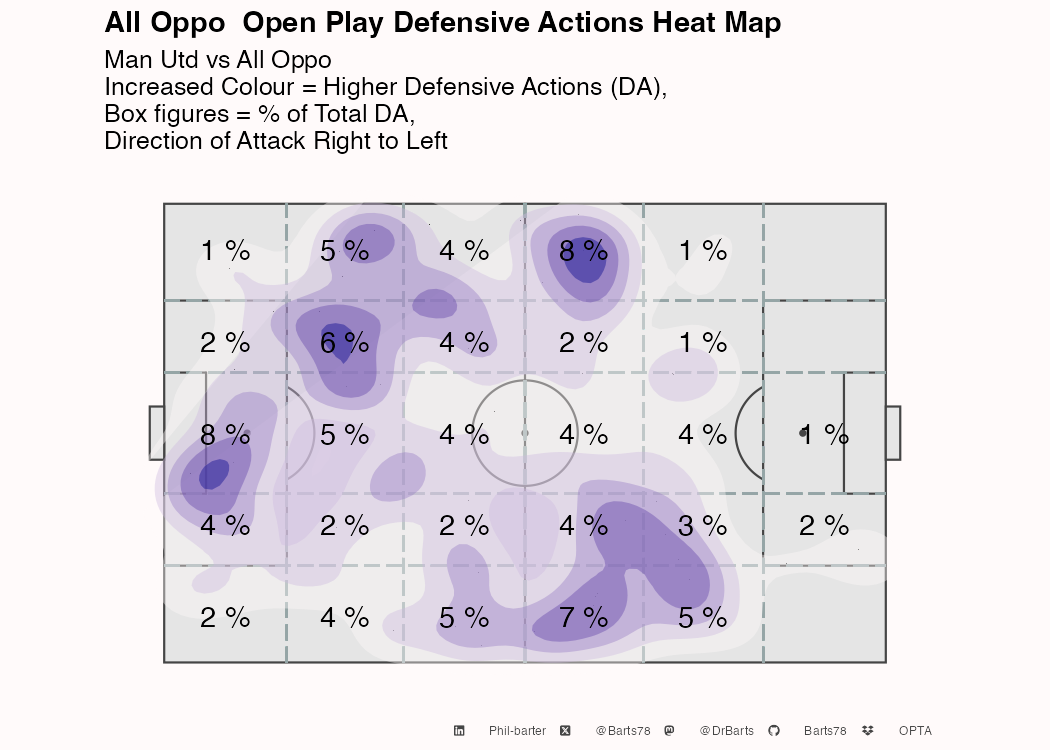 All Oppo  Open Play Defensive Actions Heat Map
Man Utd vs All Oppo
Increased Colour = Higher Defensive Actions (DA),
Box figures = % of Total DA,
Direction of Attack Right to Left
1 % 5 % 4 % 8 % 1 %
2 % 6 % 4 % 2 % 1 %
8 % 5 % 4 % 4 % 4 % 1 %
4 % 2 % 2 % 4 % 3 % 2 %
2 % 4 % 5 % 7 % 5 %
Phil-barter @Barts78 @DrBarts Barts78 OPTA